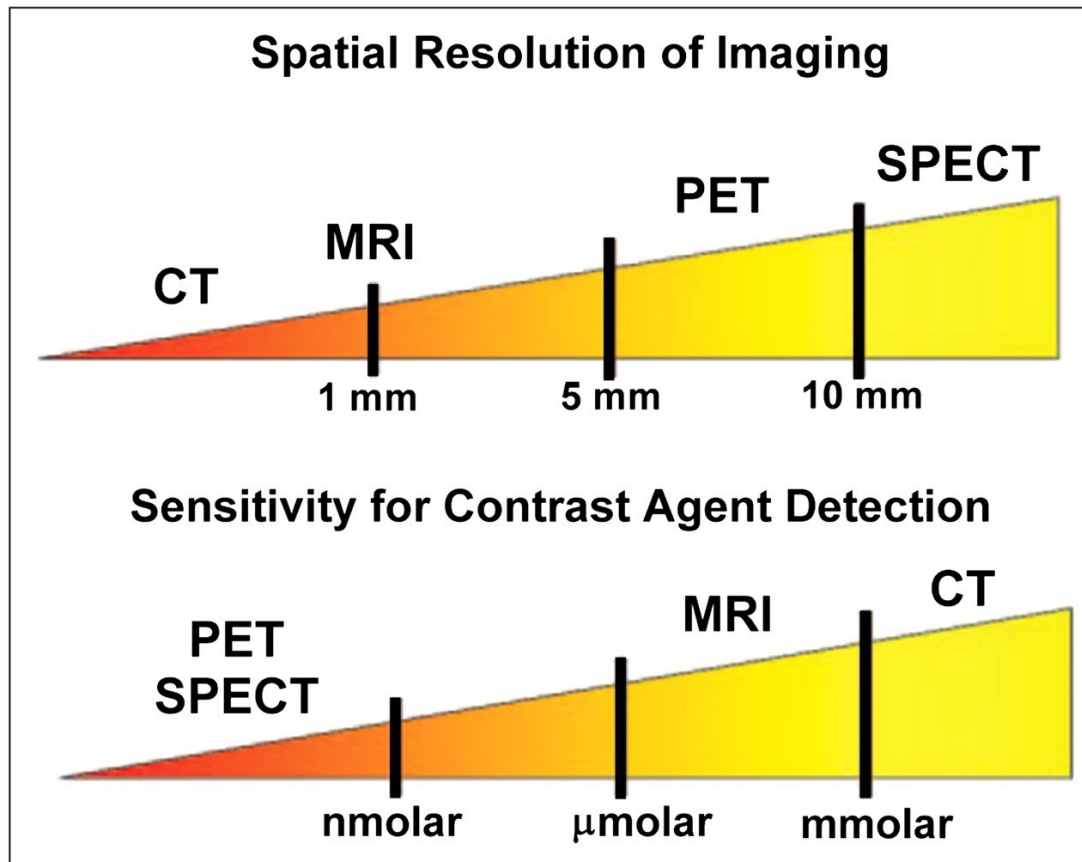 Spatial Resolution of Imaging
SPECT
PET
MRI
CT
1 mm
5 mm
10 mm
Sensitivity for Contrast Agent Detection
CT
MRI
PET
SPECT
nmolar
μmolar
mmolar